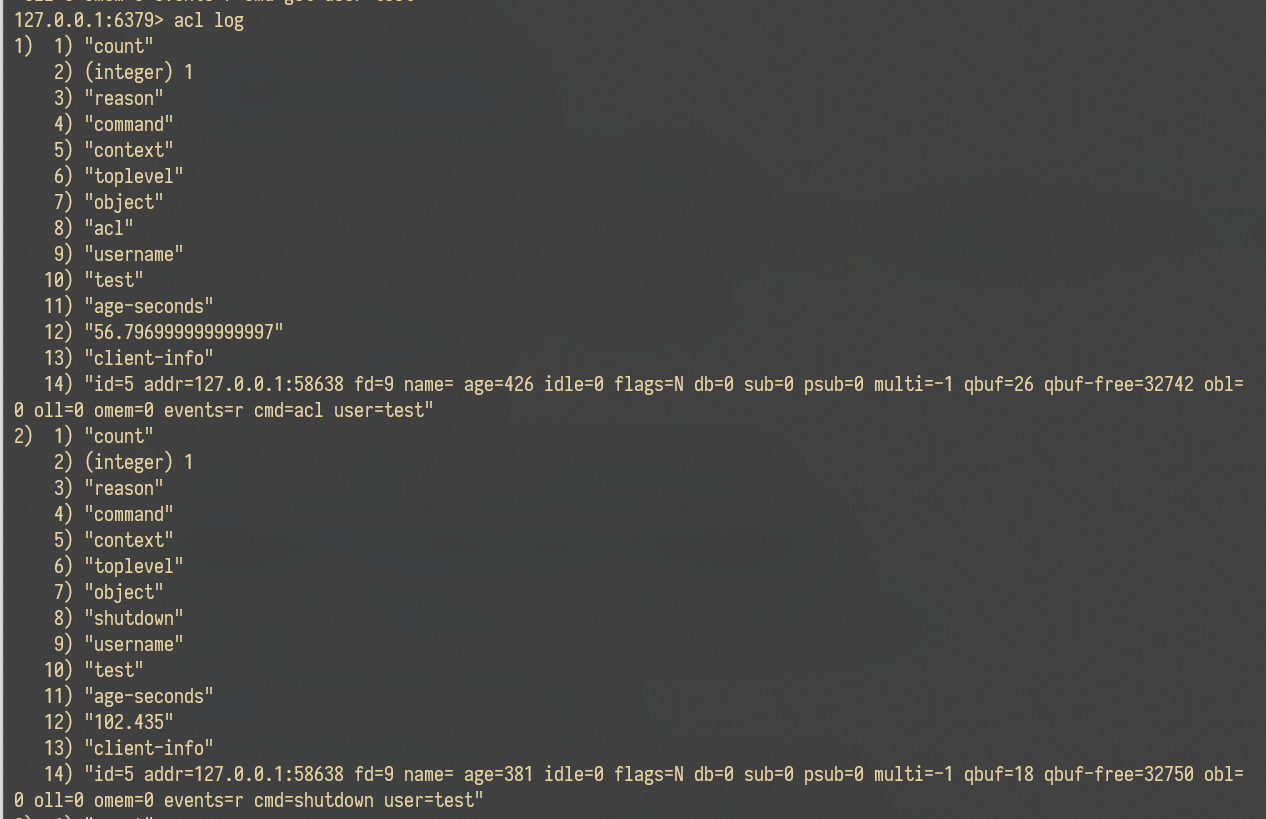 127.0.0.1:6379> acl log
1)  1) "count"
    2) (integer) 1
    3) "reason"
    4) "command"
    5) "context"
    6) "toplevel"
    7) "object"
    8) "acl"
    9) "username"
   10) "test"
   11) "age-seconds"
   12) "56.796999999999997"
   13) "client-info"
   14) "id=5 addr=127.0.0.1:58638 fd=9 name= age=426 idle=0 flags=N db=0 sub=0 psub=0 multi=-1 qbuf=26 qbuf-free=32742 obl=
0 oll=0 omem=0 events=r cmd=acl user=test"
2)  1) "count"
    2) (integer) 1
    3) "reason"
    4) "command"
    5) "context"
    6) "toplevel"
    7) "object"
    8) "shutdown"
    9) "username"
   10) "test"
   11) "age-seconds"
   12) "102.435"
   13) "client-info"
   14) "id=5 addr=127.0.0.1:58638 fd=9 name= age=381 idle=0 flags=N db=0 sub=0 psub=0 multi=-1 qbuf=18 qbuf-free=32750 obl=
0 oll=0 omem=0 events=r cmd=shutdown user=test"